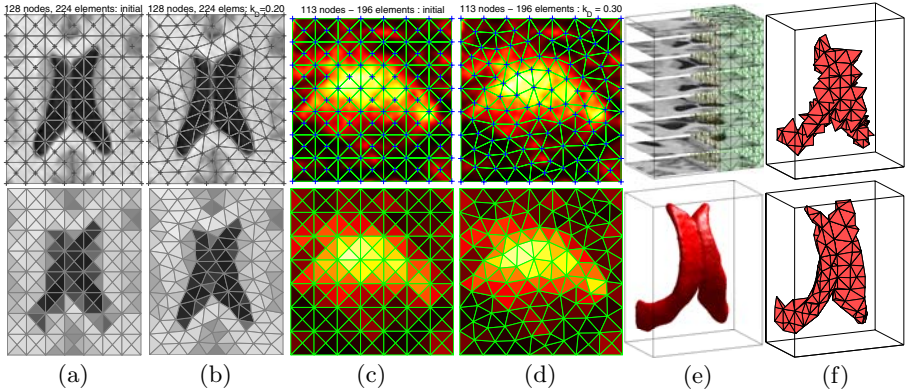 128 nodes, 224 elements: initial
128 nodes, 224 elems: k_D=0.20
113 nodes − 196 elements : initial
113 nodes − 196 elements : k_D = 0.30
(a)
(b)
(c)
(d)
(e)
(f)